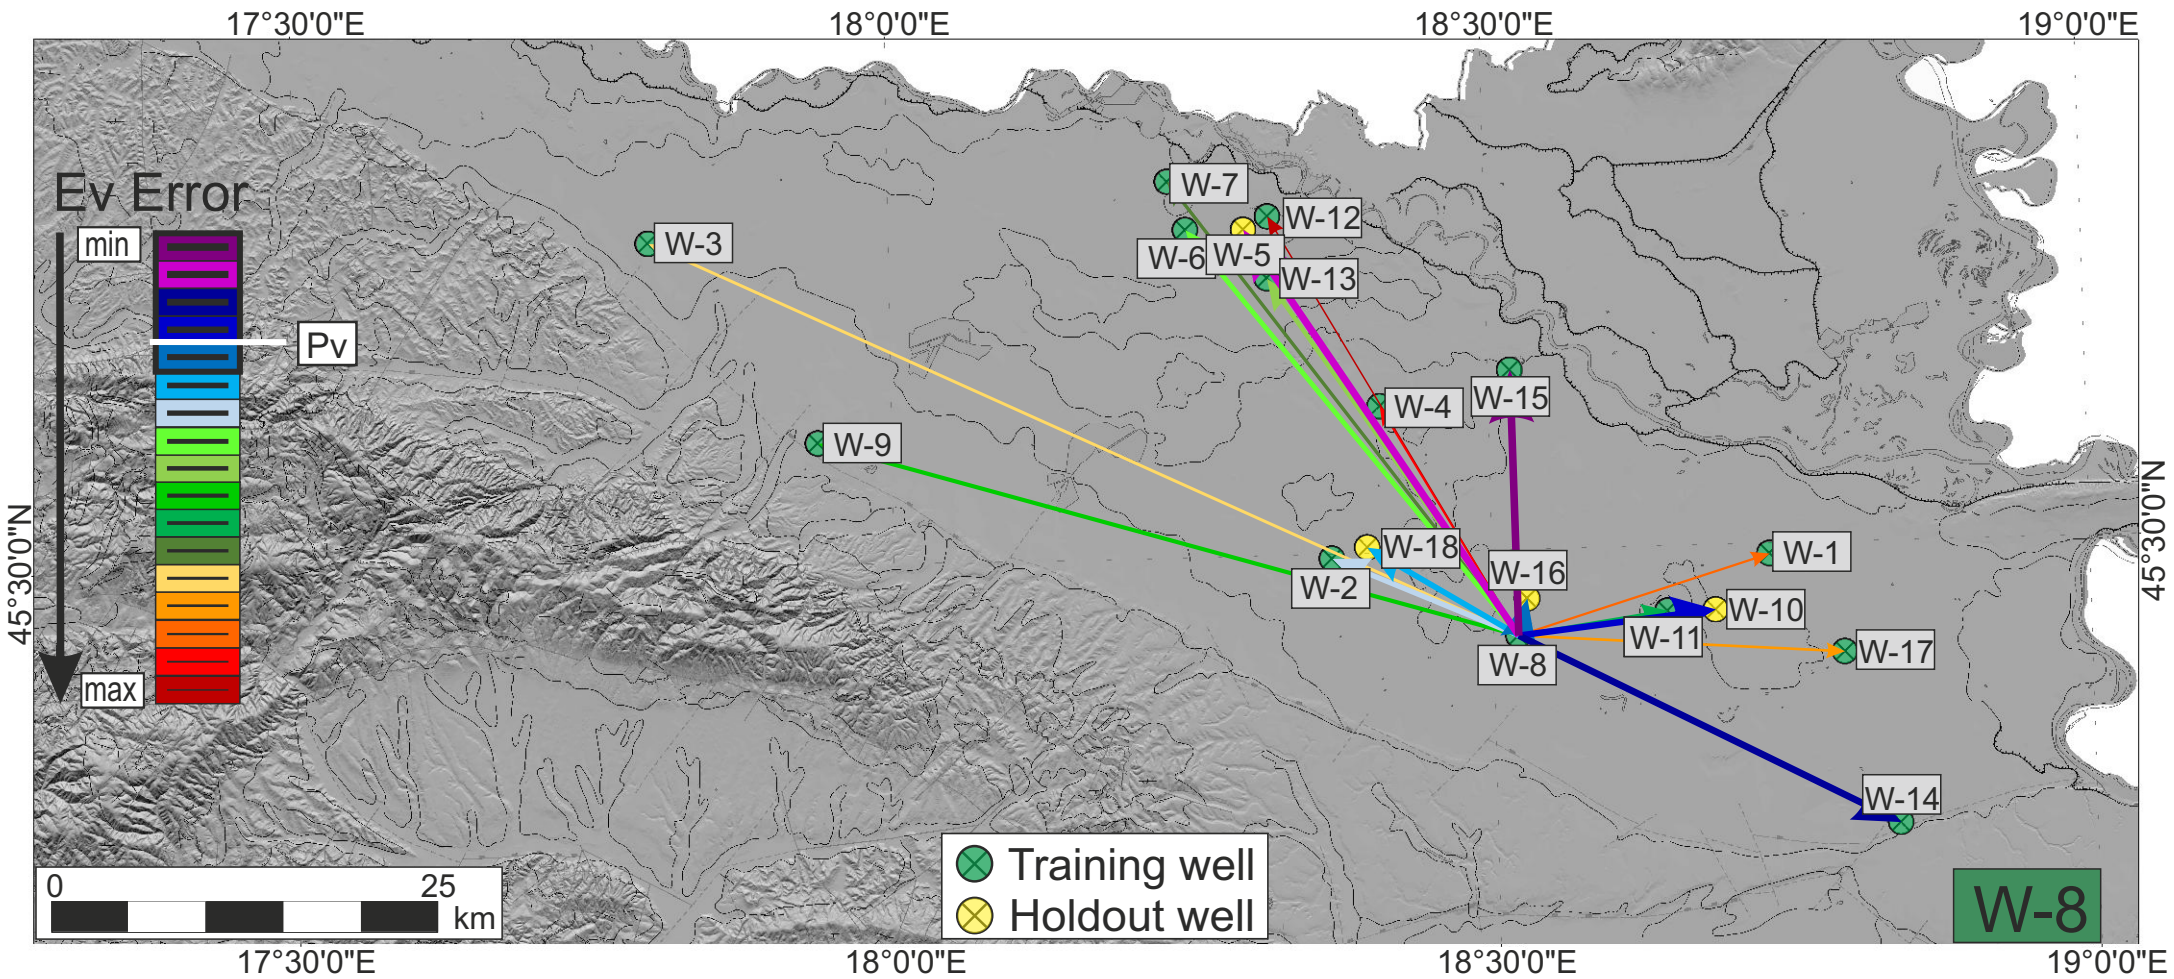 17°30'0"E 18°0'0"E 18°30'0"E 19°0'0"E
Ev Error
min
Pv
max
W-7
W-12
W-3
W-6
W-5
W-13
W-15
W-4
W-9
W-18
W-16
W-1
W-2
W-10
W-11
W-17
W-8
W-14
45°30'0"N
45°30'0"N
0 25
km
Training well
Holdout well
W-8
17°30'0"E 18°0'0"E 18°30'0"E 19°0'0"E